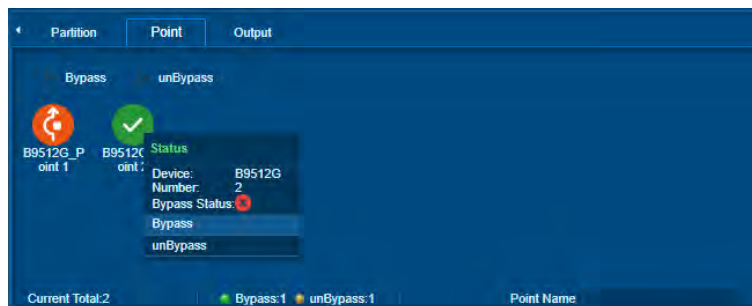 Partition Point Output
Bypass unBypass
B9512G_P
oint 1
B9512G
oint 2
Status
Device: B9512G
Number: 2
Bypass Status:
Bypass
unBypass
Current Total:2 Bypass:1 unBypass:1 Point Name